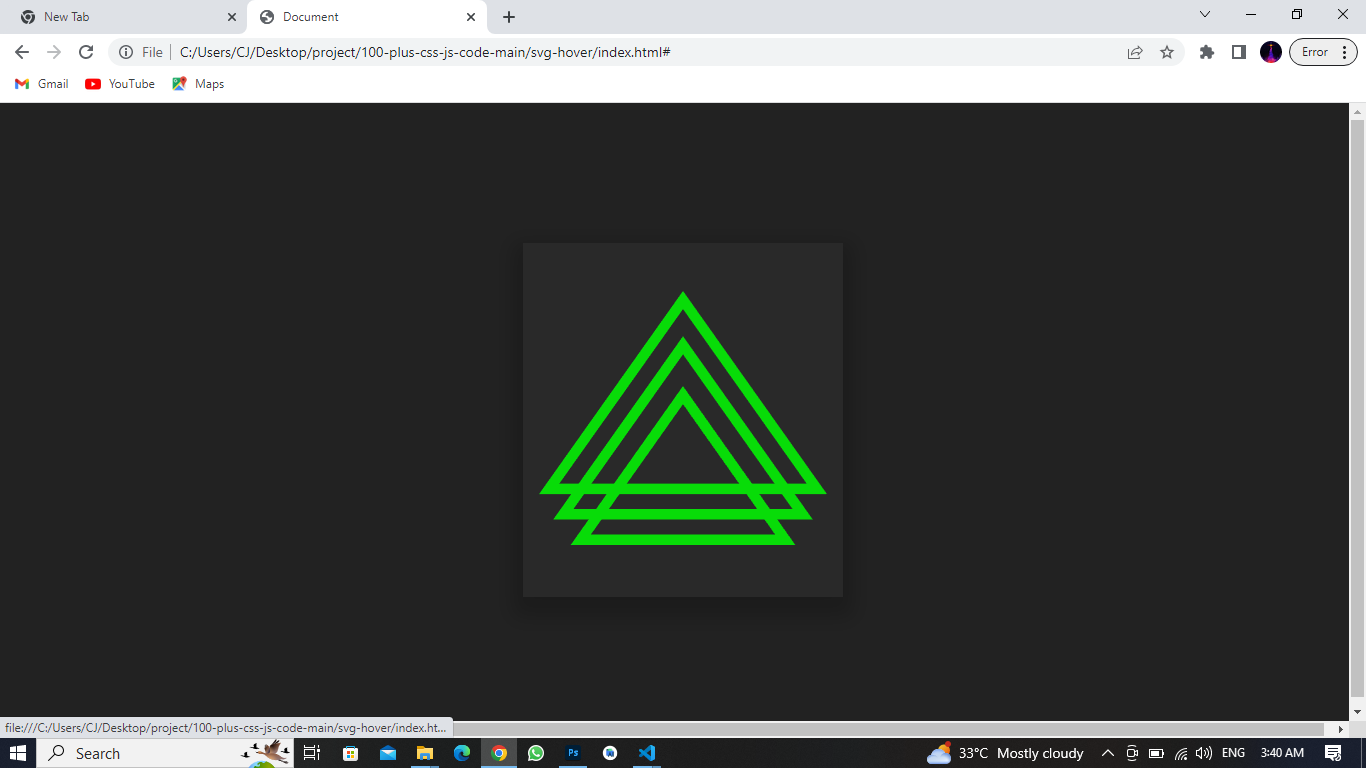 New Tab
Document
File
C:/Users/CJ/Desktop/project/100-plus-css-js-code-main/svg-hover/index.html#
Error
Gmail
YouTube
Maps
file:///C:/Users/CJ/Desktop/project/100-plus-css-js-code-main/svg-hover/index.ht...
Search
Ps
33°C Mostly cloudy
ENG
3:40 AM